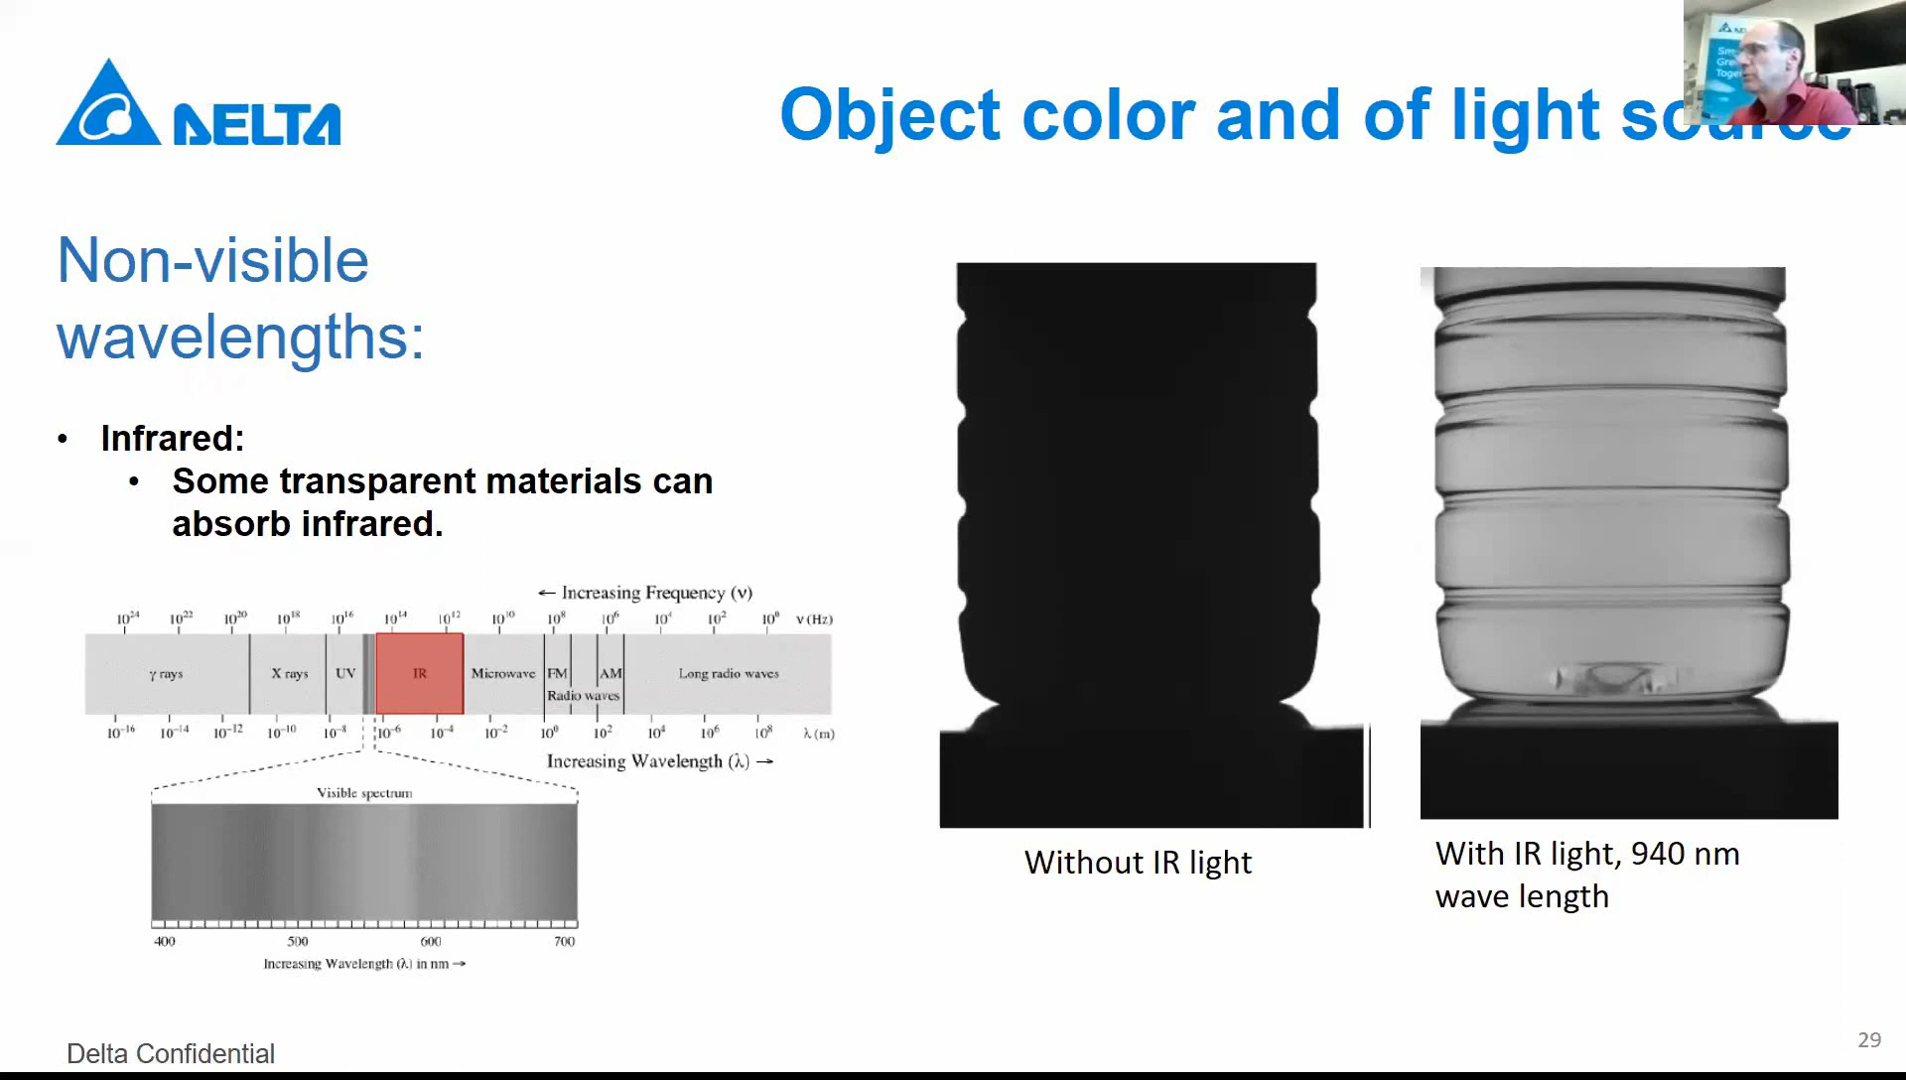 DELTA
Object color and of light source
Non-visible
wavelengths:
• Infrared:
• Some transparent materials can
absorb infrared.
← Increasing Frequency (ν)
10²⁴ 10²² 10²⁰ 10¹⁸ 10¹⁶ 10¹⁴ 10¹² 10¹⁰ 10⁸ 10⁶ 10⁴ 10² 10⁰ ν (Hz)
γ rays X rays UV IR Microwave FM AM Long radio waves
Radio waves
10⁻¹⁶ 10⁻¹⁴ 10⁻¹² 10⁻¹⁰ 10⁻⁸ 10⁻⁶ 10⁻⁴ 10⁻² 10⁰ 10² 10⁴ 10⁶ 10⁸ λ (m)
Increasing Wavelength (λ) →
Visible spectrum
400 500 600 700
Increasing Wavelength (λ) in nm →
Without IR light
With IR light, 940 nm
wave length
Delta Confidential
29